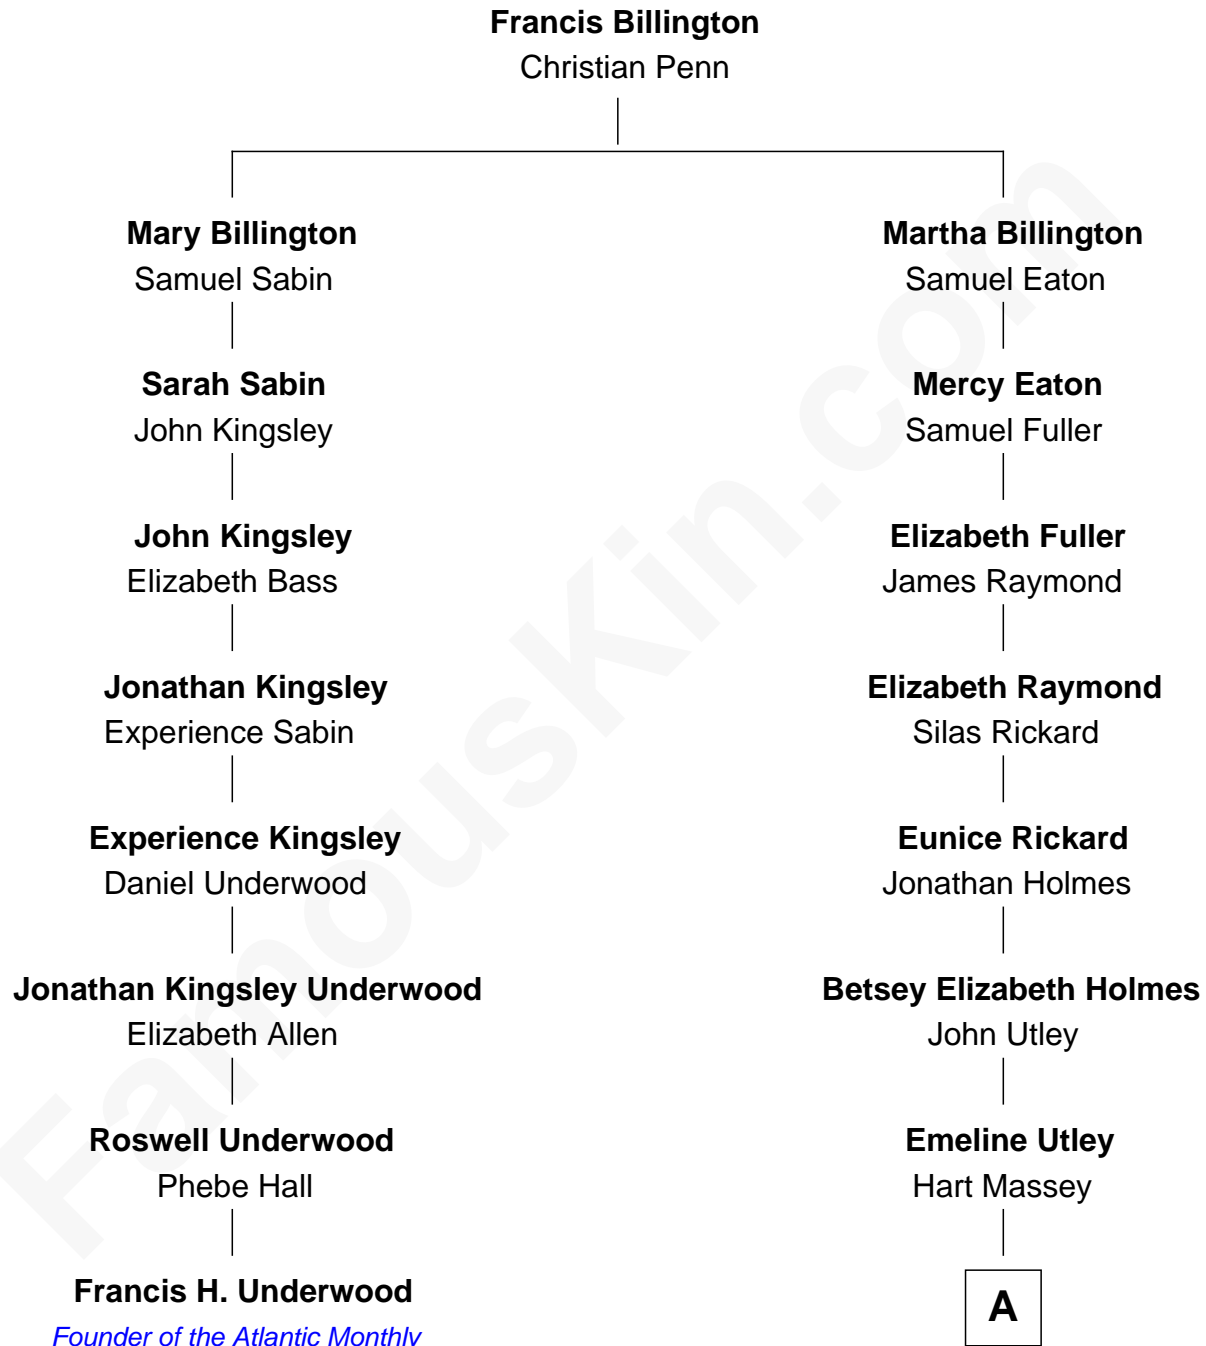 Francis Billington
Christian Penn
Mary Billington
Samuel Sabin
Martha Billington
Samuel Eaton
Sarah Sabin
John Kingsley
Mercy Eaton
Samuel Fuller
John Kingsley
Elizabeth Bass
Elizabeth Fuller
James Raymond
Jonathan Kingsley
Experience Sabin
Elizabeth Raymond
Silas Rickard
Experience Kingsley
Daniel Underwood
Eunice Rickard
Jonathan Holmes
Jonathan Kingsley Underwood
Elizabeth Allen
Betsey Elizabeth Holmes
John Utley
Roswell Underwood
Phebe Hall
Emeline Utley
Hart Massey
Francis H. Underwood
Founder of the Atlantic Monthly
A
FamousKin.com